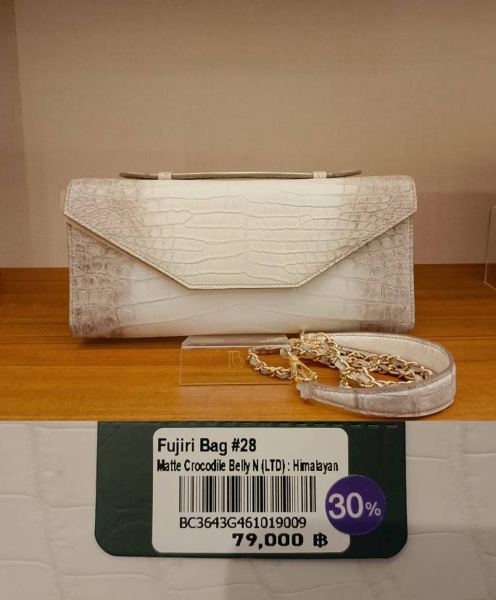 Fujiri Bag #28
Matte Crocodile Belly N (LTD) : Himalayan
BC3643G461019009
30%
79,000 ฿